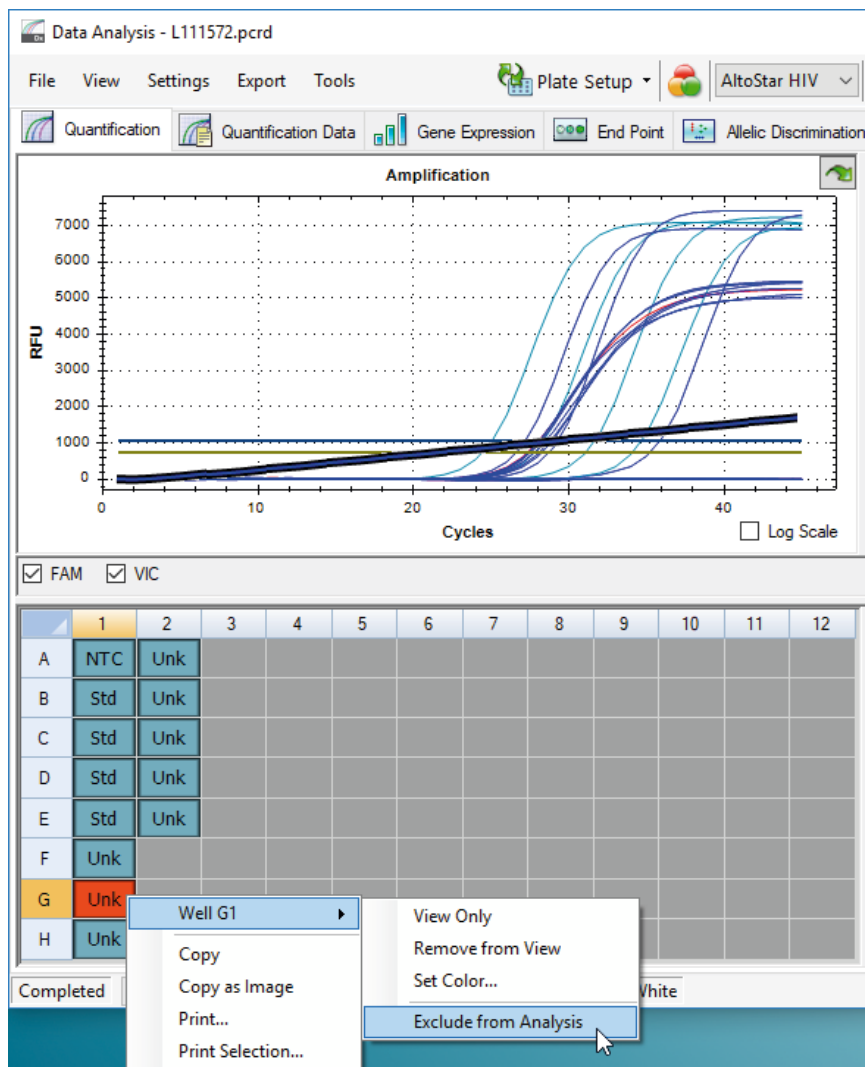 Data Analysis - L111572.pcrd
File View Settings Export Tools Plate Setup AltoStar HIV
Quantification Quantification Data Gene Expression End Point Allelic Discrimination
Amplification
7000
6000
5000
4000
3000
2000
1000
0
RFU
0 10 20 30 40
Cycles
Log Scale
FAM VIC
1 2 3 4 5 6 7 8 9 10 11 12
A NTC Unk
B Std Unk
C Std Unk
D Std Unk
E Std Unk
F Unk
G Unk
H Unk
Well G1
Copy
Copy as Image
Print...
Print Selection...
View Only
Remove from View
Set Color...
Exclude from Analysis
Completed